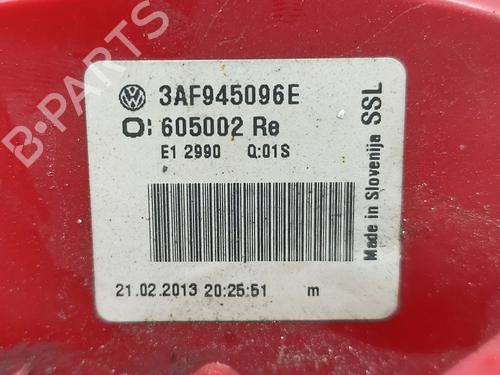 3AF945096E
605002 Re
E1 2990 Q:01S
21.02.2013 20:25:51 m
Made in Slovenija SSL
B-PARTS